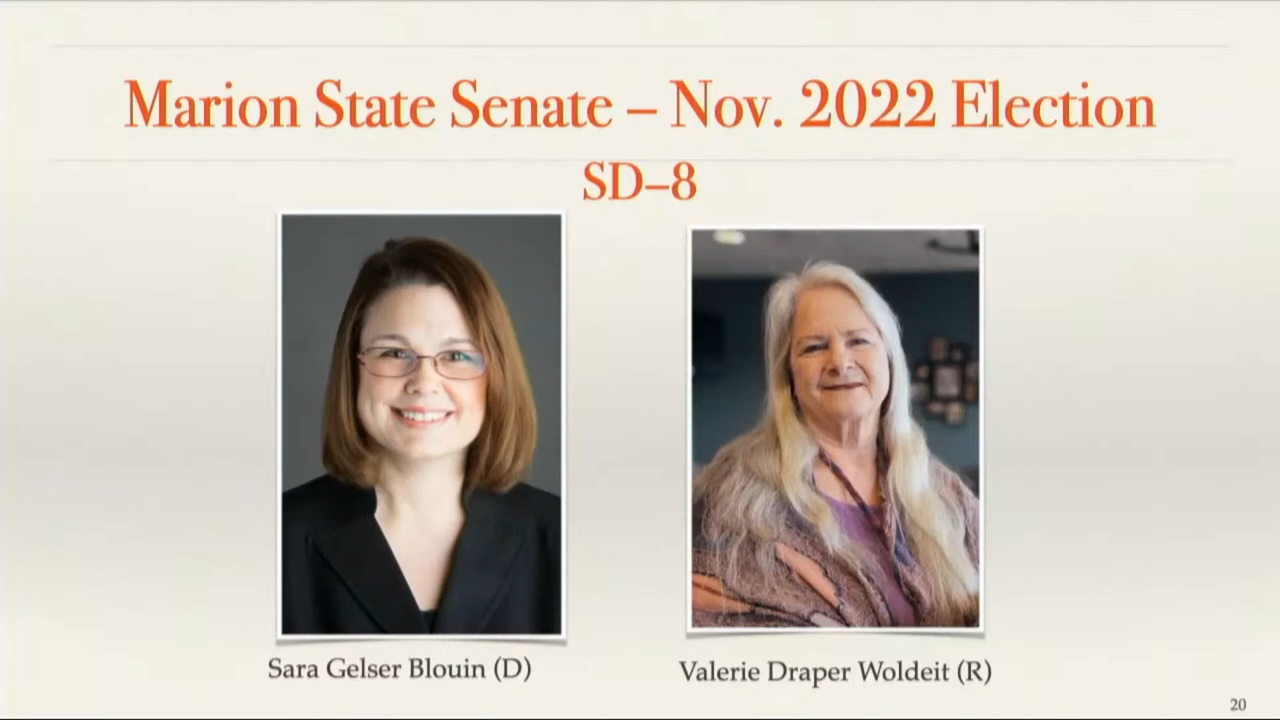 Marion State Senate – Nov. 2022 Election
SD–8
Sara Gelser Blouin (D)
Valerie Draper Woldeit (R)
20